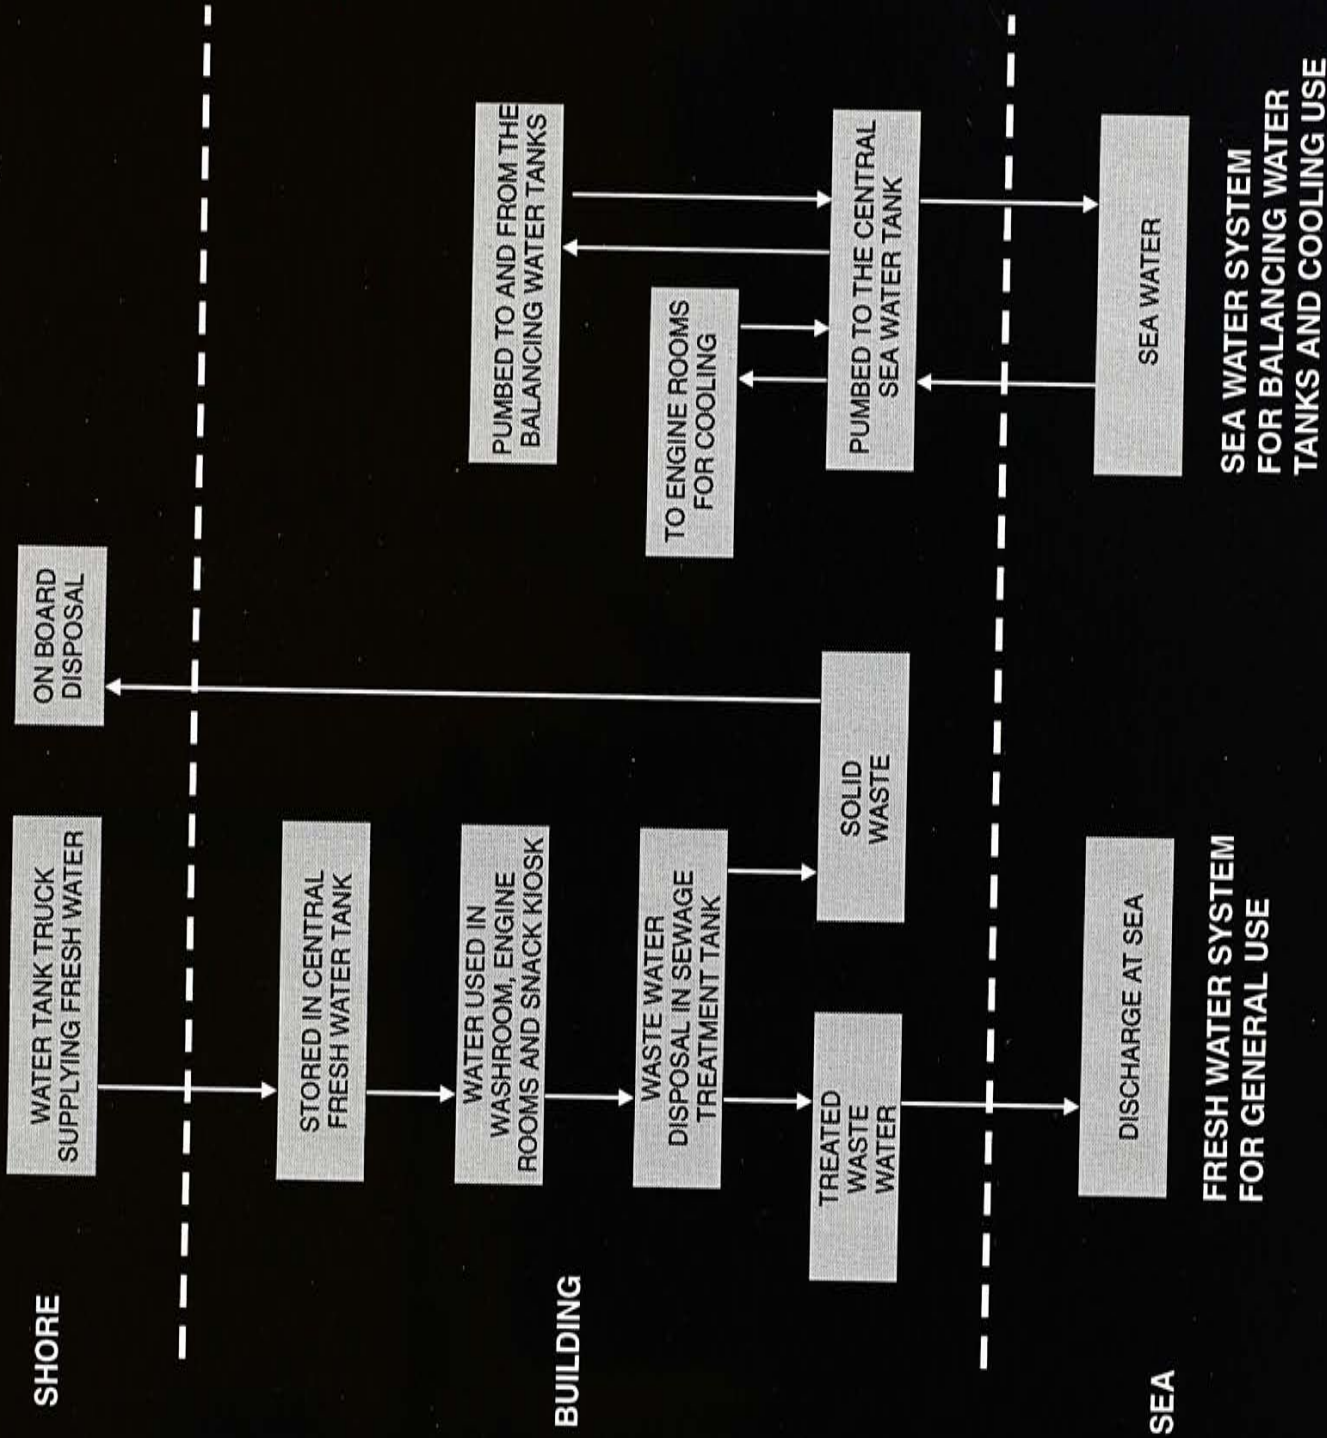 SHORE
WATER TANK TRUCK
SUPPLYING FRESH WATER
ON BOARD
DISPOSAL
BUILDING
STORED IN CENTRAL
FRESH WATER TANK
WATER USED IN
WASHROOM, ENGINE
ROOMS AND SNACK KIOSK
WASTE WATER
DISPOSAL IN SEWAGE
TREATMENT TANK
TREATED
WASTE
WATER
SOLID
WASTE
PUMBED TO AND FROM THE
BALANCING WATER TANKS
TO ENGINE ROOMS
FOR COOLING
PUMBED TO THE CENTRAL
SEA WATER TANK
SEA
DISCHARGE AT SEA
SEA WATER
FRESH WATER SYSTEM
FOR GENERAL USE
SEA WATER SYSTEM
FOR BALANCING WATER
TANKS AND COOLING USE